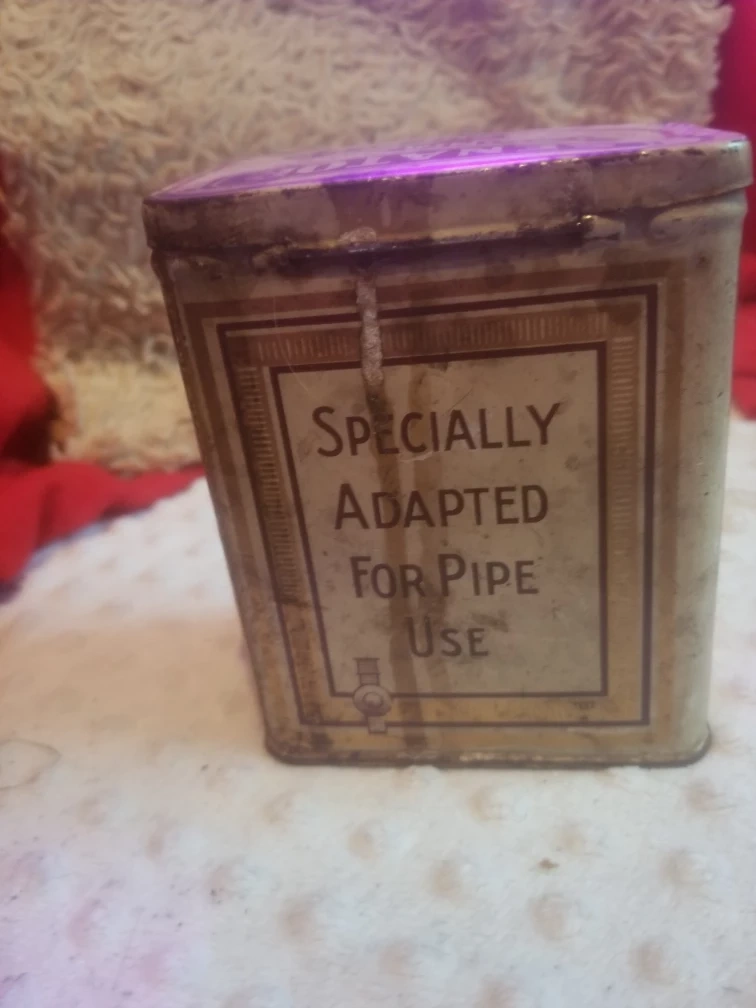 SPECIALLY
ADAPTED
FOR PIPE
USE